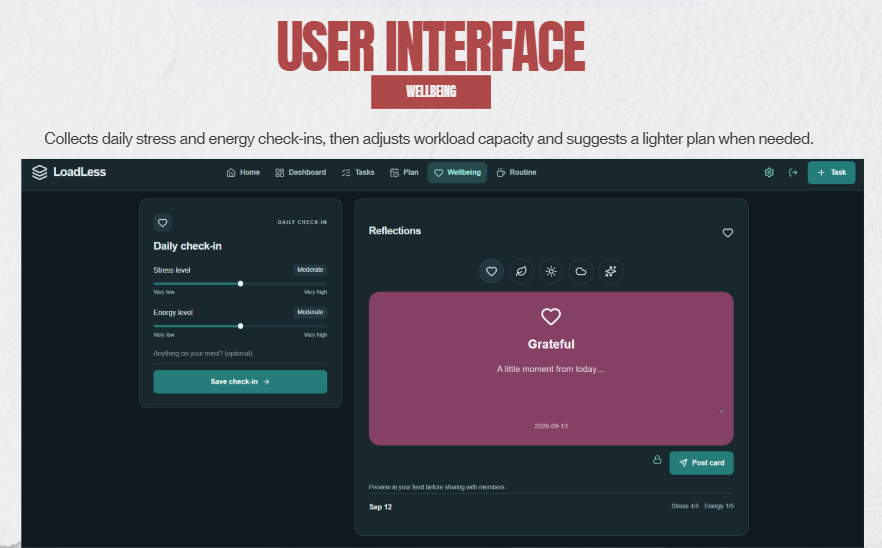 USER INTERFACE
WELLBEING
Collects daily stress and energy check-ins, then adjusts workload capacity and suggests a lighter plan when needed.
LoadLess
Home Dashboard Tasks Plan Wellbeing Routine
Task
DAILY CHECK-IN
Daily check-in
Stress level Moderate
Very low Very high
Energy level Moderate
Very low Very high
Anything on your mind? (optional)
Save check-in
Reflections
Grateful
A little moment from today...
2026-09-13
Post card
Preview in your feed before sharing with members
Sep 12 Stress 4/5 Energy 1/5